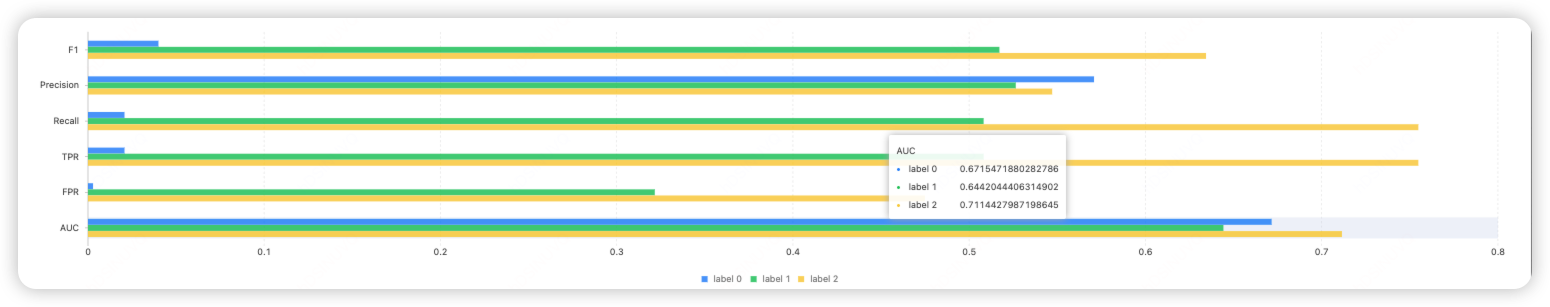 F1
Precision
Recall
TPR
FPR
AUC
AUC
label 0 0.6715471880282786
label 1 0.6442044406314902
label 2 0.7114427987198645
0 0.1 0.2 0.3 0.4 0.5 0.6 0.7 0.8
label 0 label 1 label 2